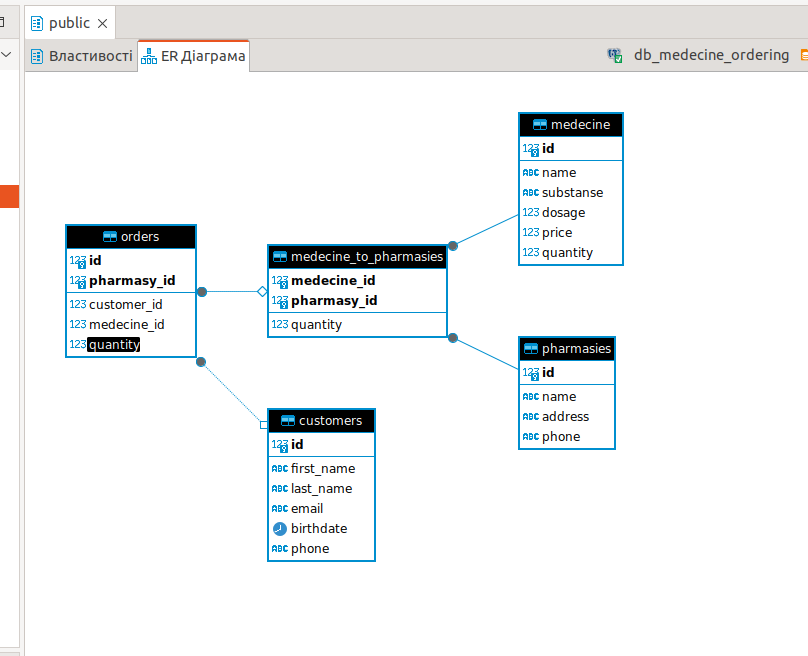 public
Властивості
ER Діаграма
db_medecine_ordering
medecine
123 id
ABC name
ABC substanse
123 dosage
123 price
123 quantity
orders
123 id
123 pharmasy_id
123 customer_id
123 medecine_id
123 quantity
medecine_to_pharmasies
123 medecine_id
123 pharmasy_id
123 quantity
pharmasies
123 id
ABC name
ABC address
ABC phone
customers
123 id
ABC first_name
ABC last_name
ABC email
birthdate
ABC phone